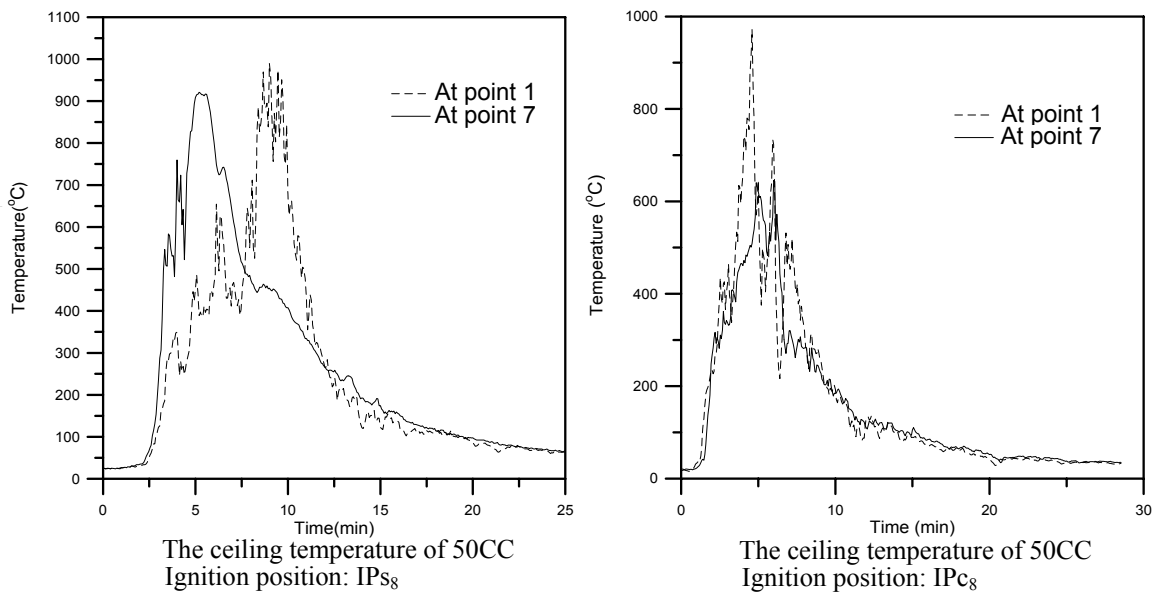 1100
1000
900
800
700
600
500
400
300
200
100
0
Temperature(°C)
At point 1
At point 7
0 5 10 15 20 25
Time(min)
The ceiling temperature of 50CC
Ignition position: IPs₈
1000
800
600
400
200
0
Temperature (°C)
At point 1
At point 7
0 5 10 15 20 25 30
Time (min)
The ceiling temperature of 50CC
Ignition position: IPc₈